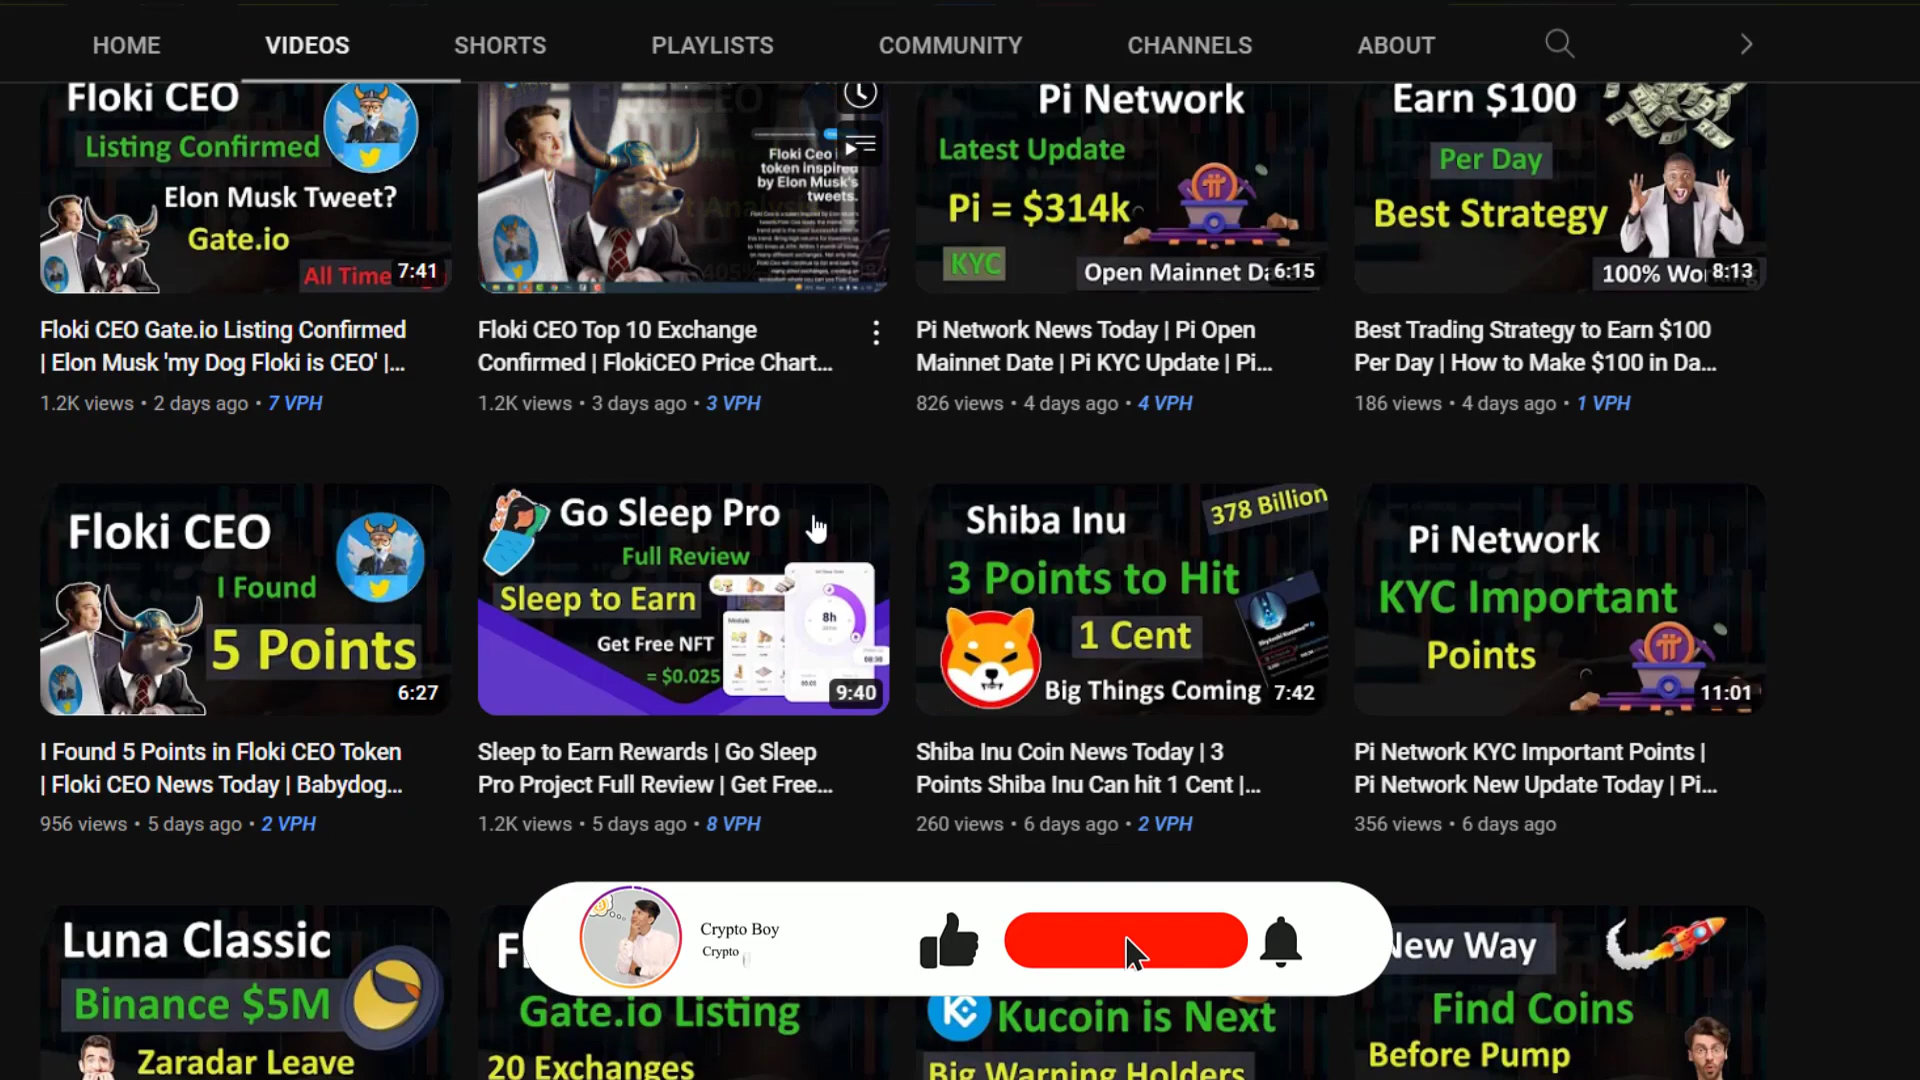 HOME VIDEOS SHORTS PLAYLISTS COMMUNITY CHANNELS ABOUT
Floki CEO
Listing Confirmed
Elon Musk Tweet?
Gate.io
All Time
7:41
Floki CEO Gate.io Listing Confirmed
| Elon Musk 'my Dog Floki is CEO' |...
1.2K views • 2 days ago • 7 VPH
Floki Ceo
token inspired
by Elon Musk's
tweets.
Floki CEO Top 10 Exchange
Confirmed | FlokiCEO Price Chart...
1.2K views • 3 days ago • 3 VPH
Pi Network
Latest Update
Pi = $314k
KYC
Open Mainnet Da
6:15
Pi Network News Today | Pi Open
Mainnet Date | Pi KYC Update | Pi...
826 views • 4 days ago • 4 VPH
Earn $100
Per Day
Best Strategy
100% Wor
8:13
Best Trading Strategy to Earn $100
Per Day | How to Make $100 in Da...
186 views • 4 days ago • 1 VPH
Floki CEO
I Found
5 Points
6:27
I Found 5 Points in Floki CEO Token
| Floki CEO News Today | Babydog...
956 views • 5 days ago • 2 VPH
Go Sleep Pro
Full Review
Sleep to Earn
Get Free NFT
= $0.025
Module
8h
9:40
Sleep to Earn Rewards | Go Sleep
Pro Project Full Review | Get Free...
1.2K views • 5 days ago • 8 VPH
378 Billion
Shiba Inu
3 Points to Hit
1 Cent
Big Things Coming
7:42
Shiba Inu Coin News Today | 3
Points Shiba Inu Can hit 1 Cent |...
260 views • 6 days ago • 2 VPH
Pi Network
KYC Important
Points
11:01
Pi Network KYC Important Points |
Pi Network New Update Today | Pi...
356 views • 6 days ago
Luna Classic
Binance $5M
Zaradar Leave
Gate.io Listing
20 Exchanges
Kucoin is Next
Big Warning Holders
New Way
Find Coins
Before Pump
Crypto Boy
Crypto